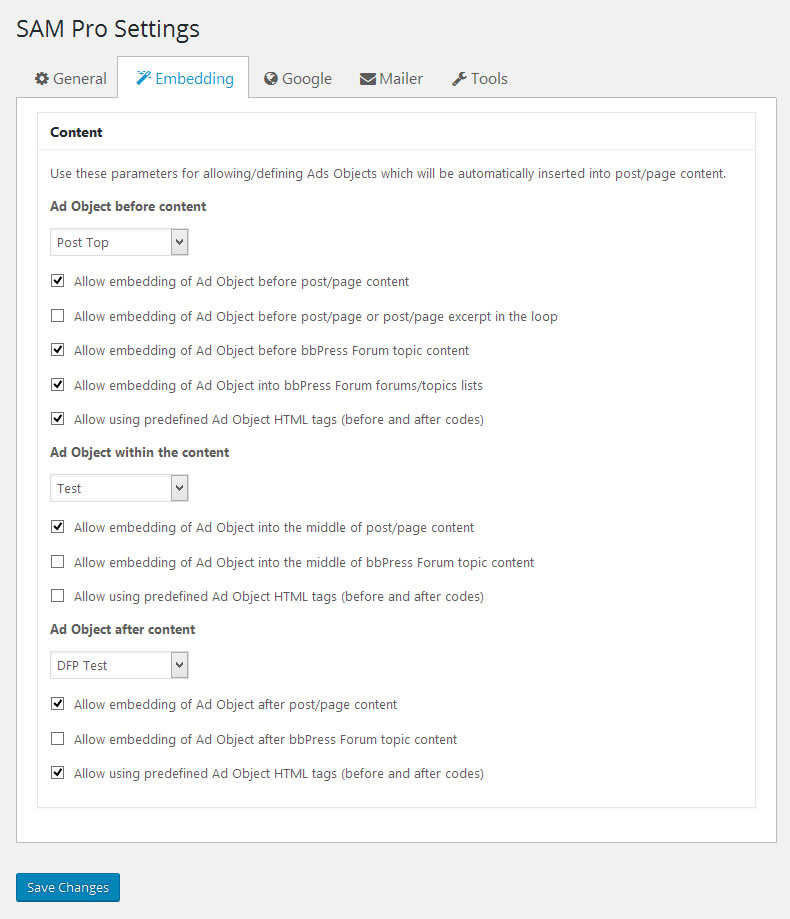 SAM Pro Settings
General Embedding Google Mailer Tools
Content
Use these parameters for allowing/defining Ads Objects which will be automatically inserted into post/page content.
Ad Object before content
Post Top
Allow embedding of Ad Object before post/page content
Allow embedding of Ad Object before post/page or post/page excerpt in the loop
Allow embedding of Ad Object before bbPress Forum topic content
Allow embedding of Ad Object into bbPress Forum forums/topics lists
Allow using predefined Ad Object HTML tags (before and after codes)
Ad Object within the content
Test
Allow embedding of Ad Object into the middle of post/page content
Allow embedding of Ad Object into the middle of bbPress Forum topic content
Allow using predefined Ad Object HTML tags (before and after codes)
Ad Object after content
DFP Test
Allow embedding of Ad Object after post/page content
Allow embedding of Ad Object after bbPress Forum topic content
Allow using predefined Ad Object HTML tags (before and after codes)
Save Changes